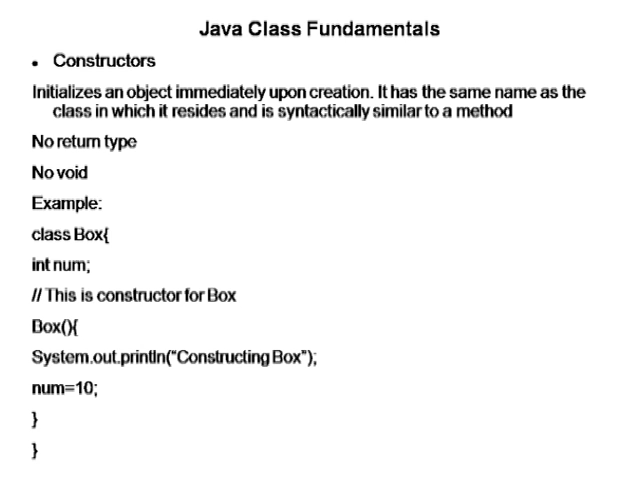 Java Class Fundamentals
• Constructors
Initializes an object immediately upon creation. It has the same name as the
class in which it resides and is syntactically similar to a method
No return type
No void
Example:
class Box{
int num;
// This is constructor for Box
Box(){
System.out.println(“Constructing Box”);
num=10;
}
}